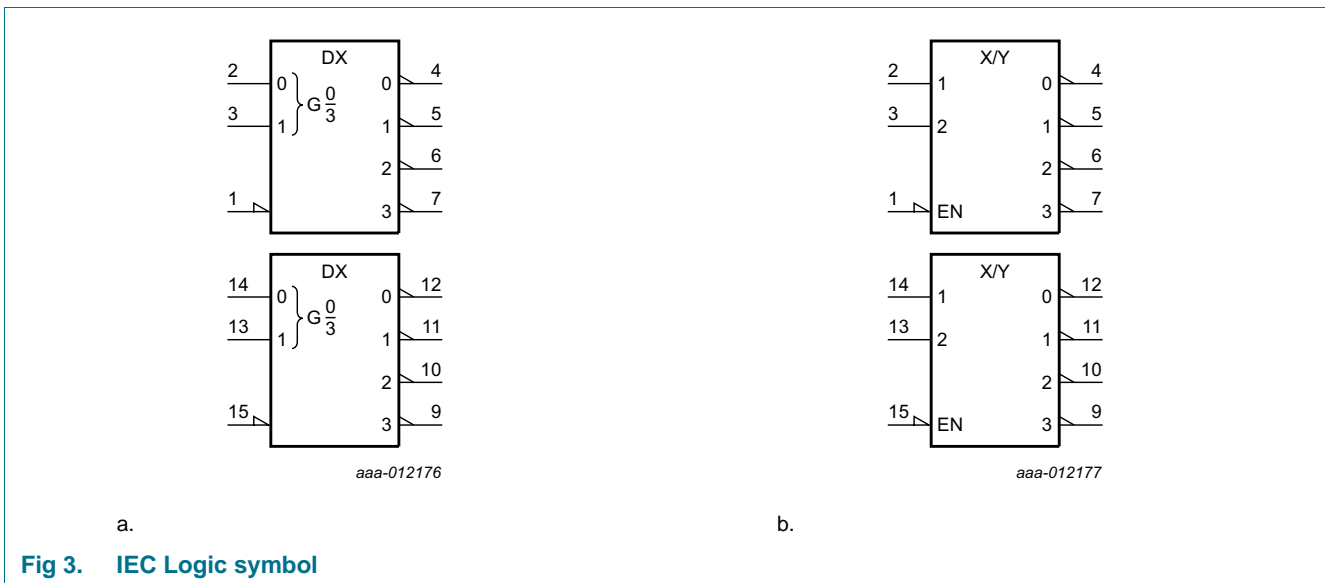 DX
2 0 0 4
G 0/3
3 1 1 5
2 6
1 3 7
DX
14 0 0 12
G 0/3
13 1 1 11
2 10
15 3 9
aaa-012176
a.
X/Y
2 1 0 4
3 2 1 5
2 6
1 EN 3 7
X/Y
14 1 0 12
13 2 1 11
2 10
15 EN 3 9
aaa-012177
b.
Fig 3. IEC Logic symbol